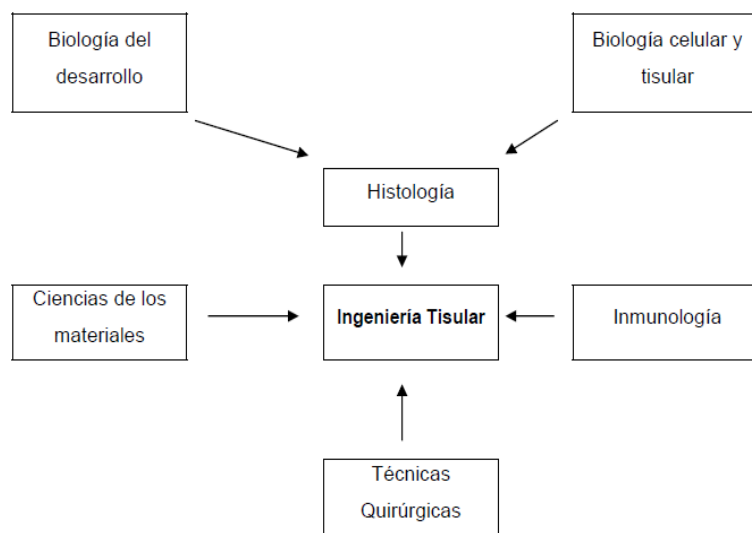 Biología del
desarrollo
Biología celular y
tisular
Histología
Ciencias de los
materiales
Ingeniería Tisular
Inmunología
Técnicas
Quirúrgicas